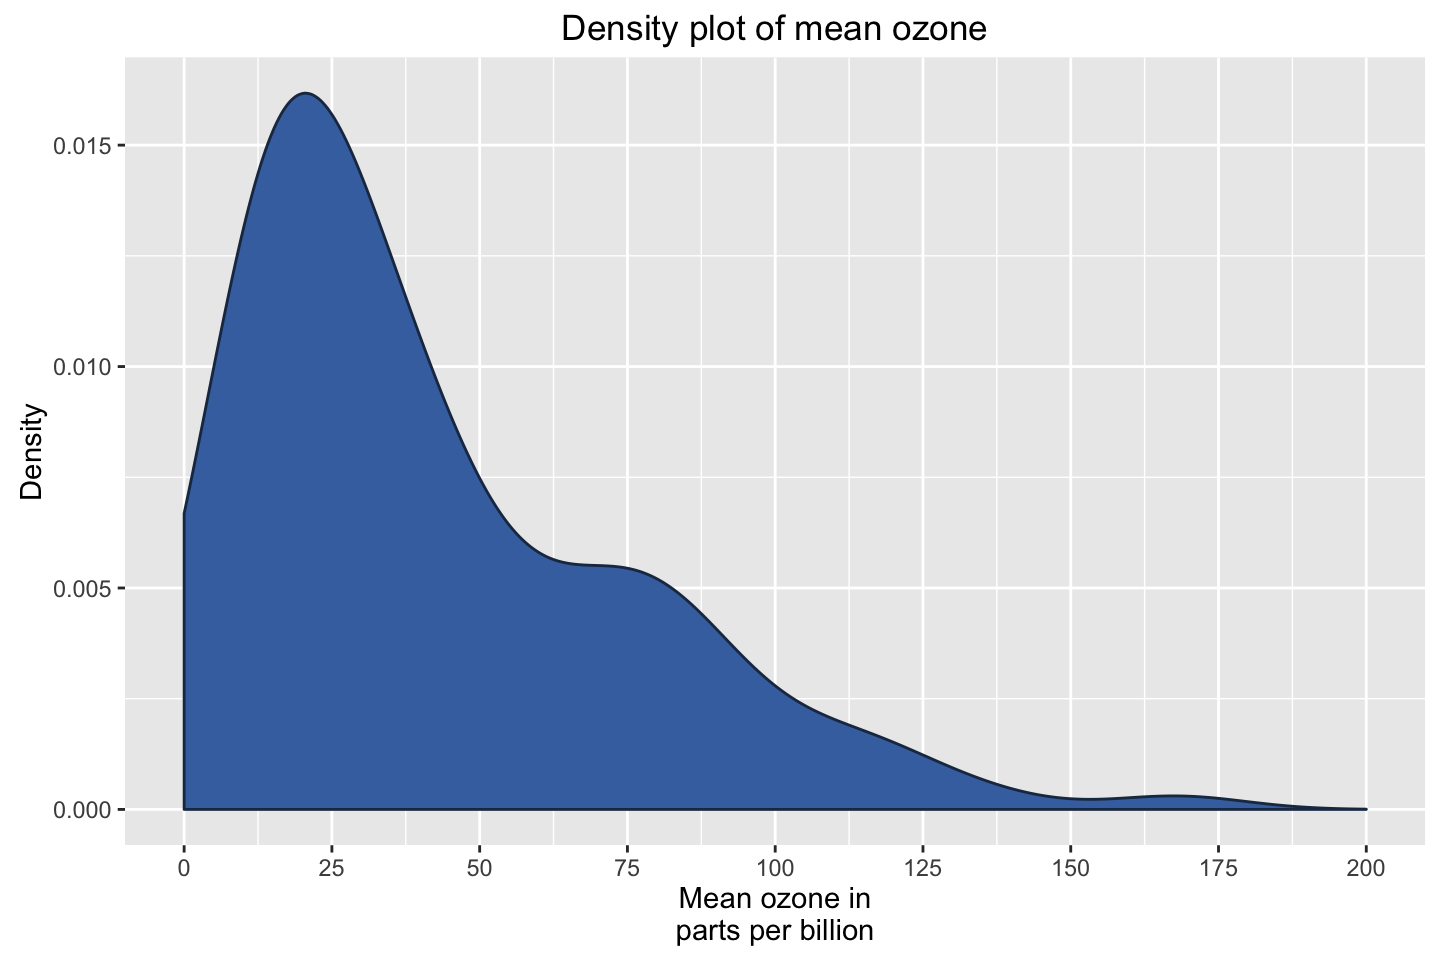 Density plot of mean ozone
0.015
0.010
0.005
0.000
Density
0 25 50 75 100 125 150 175 200
Mean ozone in
parts per billion